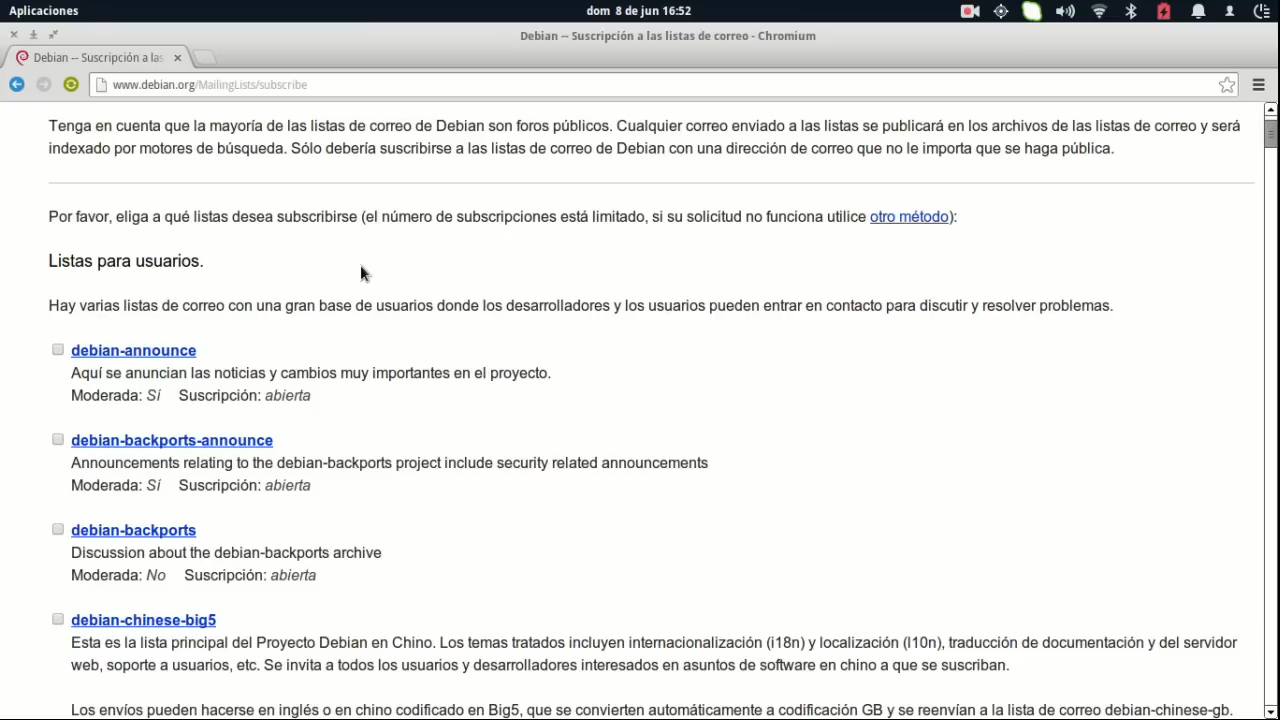 Aplicaciones
dom 8 de jun 16:52
Debian -- Suscripción a las listas de correo - Chromium
Debian -- Suscripción a las
www.debian.org/MailingLists/subscribe
Tenga en cuenta que la mayoría de las listas de correo de Debian son foros públicos. Cualquier correo enviado a las listas se publicará en los archivos de las listas de correo y será
indexado por motores de búsqueda. Sólo debería suscribirse a las listas de correo de Debian con una dirección de correo que no le importa que se haga pública.
Por favor, eliga a qué listas desea subscribirse (el número de subscripciones está limitado, si su solicitud no funciona utilice otro método):
Listas para usuarios.
Hay varias listas de correo con una gran base de usuarios donde los desarrolladores y los usuarios pueden entrar en contacto para discutir y resolver problemas.
debian-announce
Aquí se anuncian las noticias y cambios muy importantes en el proyecto.
Moderada: Sí Suscripción: abierta
debian-backports-announce
Announcements relating to the debian-backports project include security related announcements
Moderada: Sí Suscripción: abierta
debian-backports
Discussion about the debian-backports archive
Moderada: No Suscripción: abierta
debian-chinese-big5
Esta es la lista principal del Proyecto Debian en Chino. Los temas tratados incluyen internacionalización (i18n) y localización (l10n), traducción de documentación y del servidor
web, soporte a usuarios, etc. Se invita a todos los usuarios y desarrolladores interesados en asuntos de software en chino a que se suscriban.
Los envíos pueden hacerse en inglés o en chino codificado en Big5, que se convierten automáticamente a codificación GB y se reenvían a la lista de correo debian-chinese-gb.